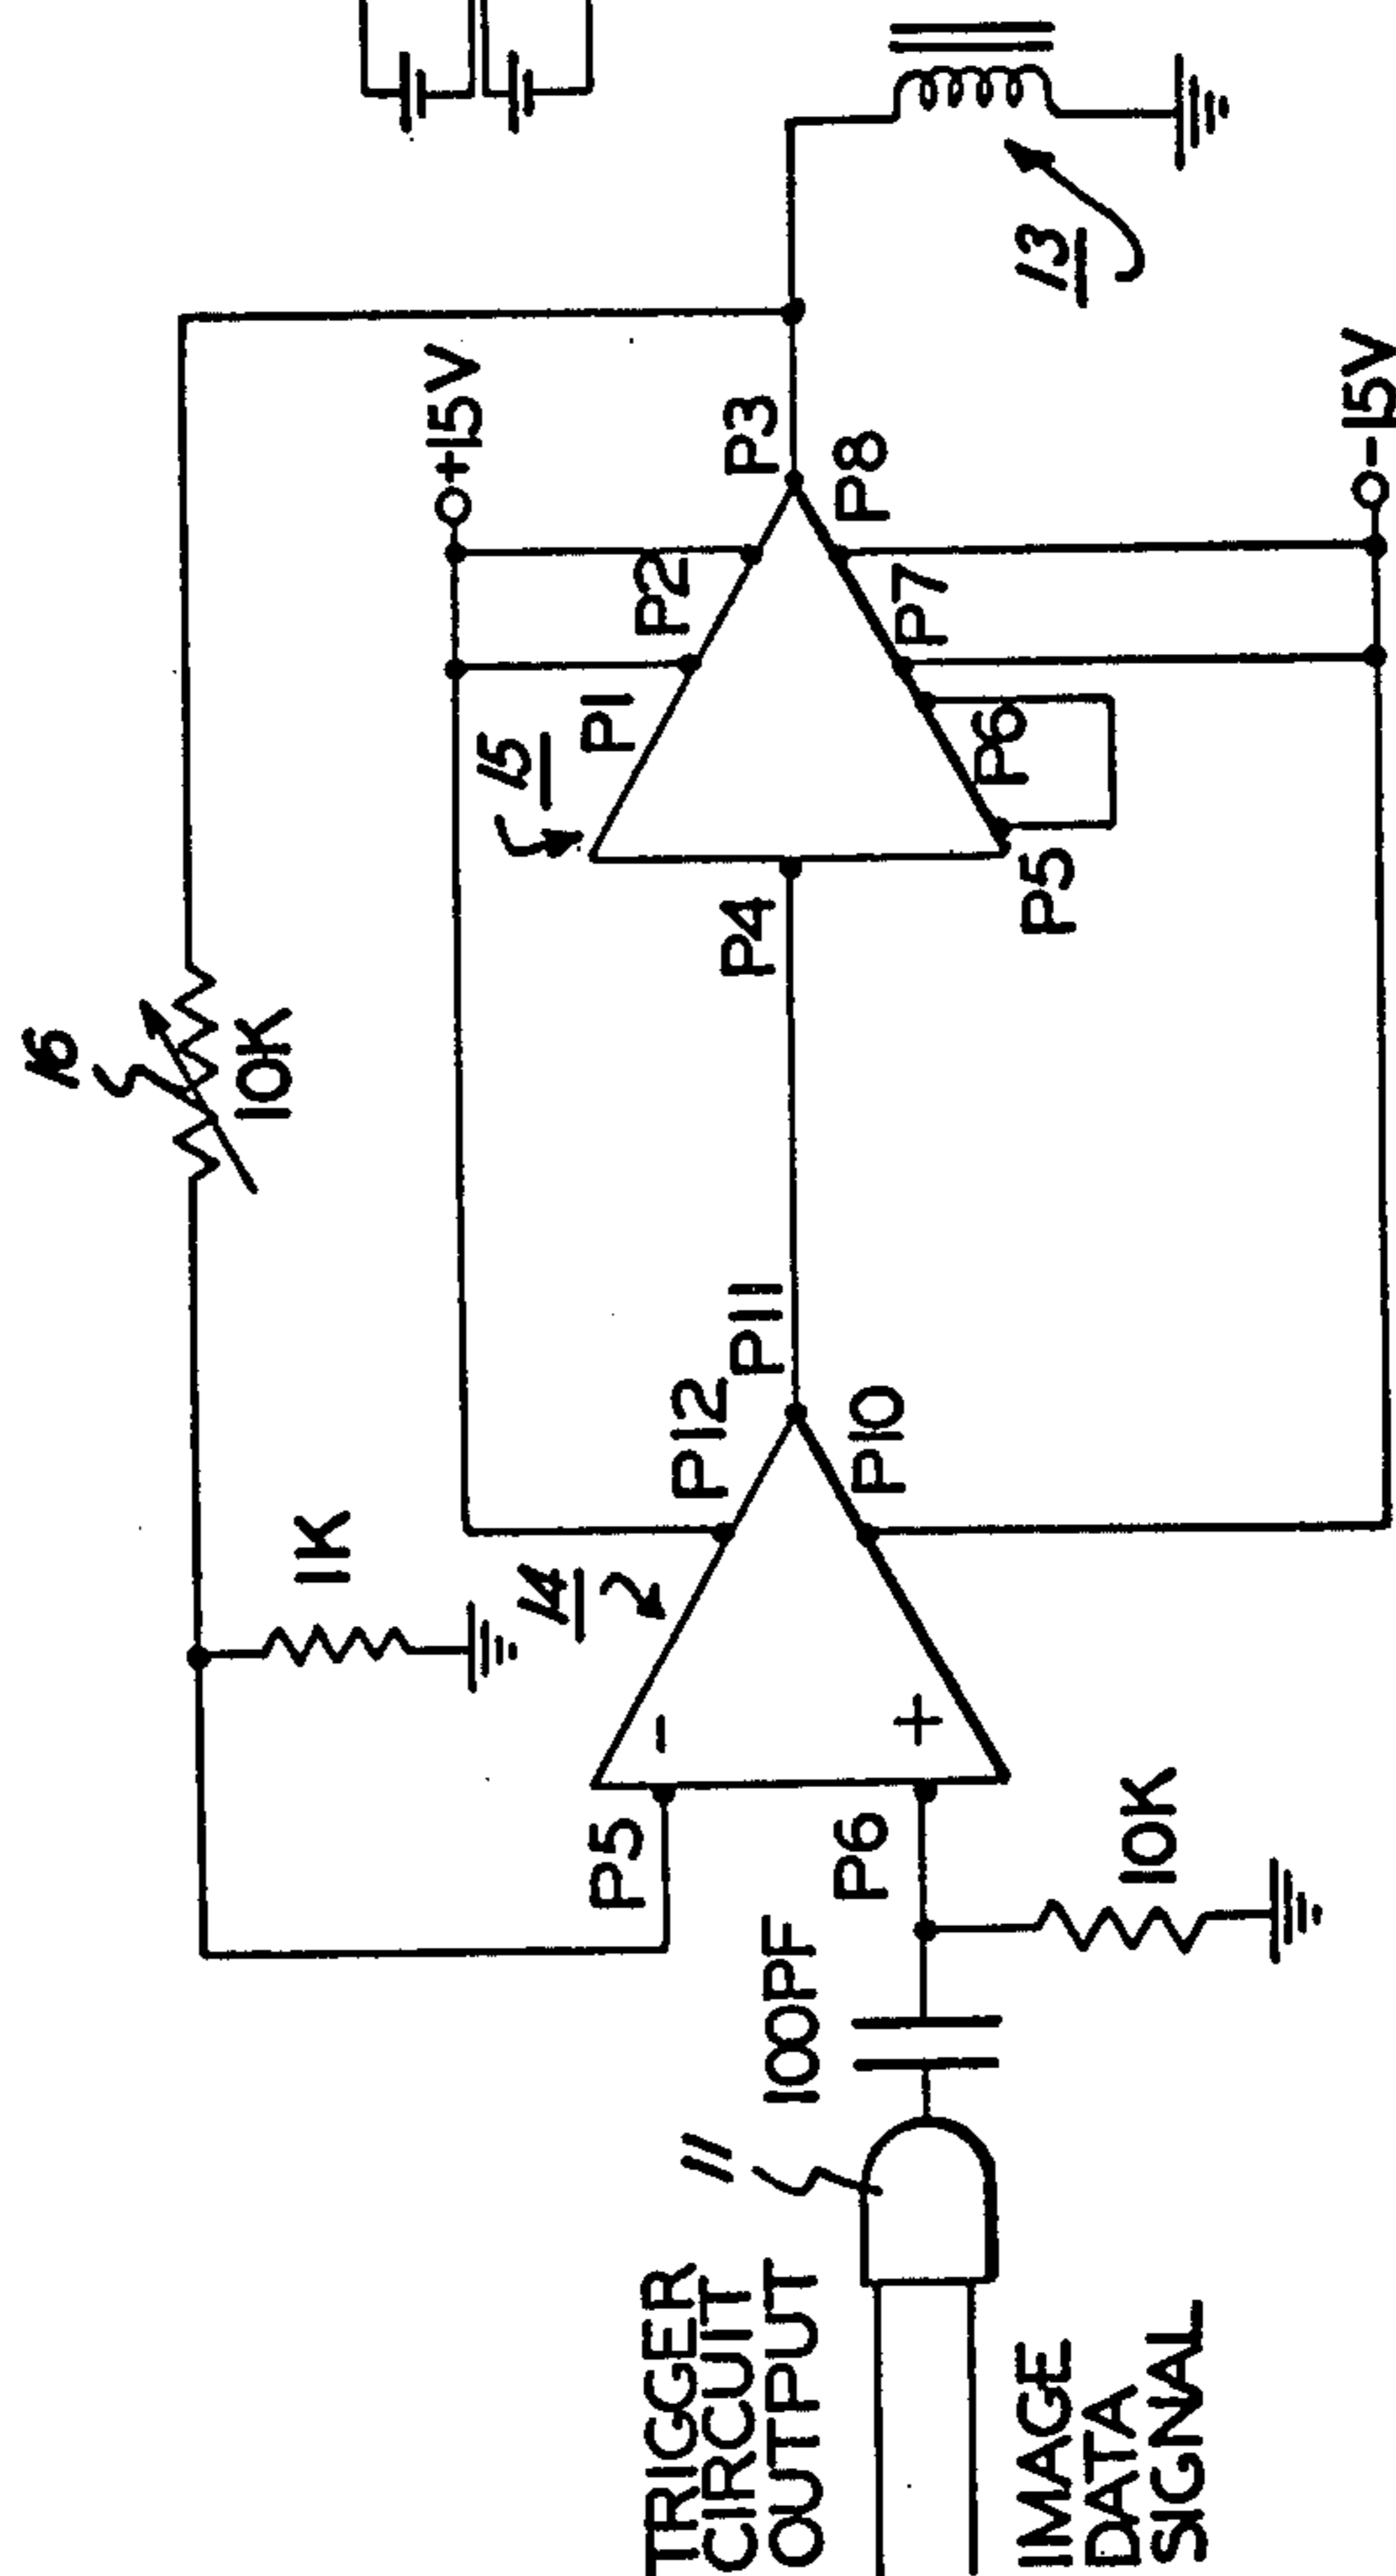 16
10K
+15V
13
1K
15
P1
P2
P3
P8
P7
P6
P5
P4
-15V
14
P12
P11
P10
-
+
P5
P6
10K
100PF
11
TRIGGER
CIRCUIT
OUTPUT
IMAGE
DATA
SIGNAL